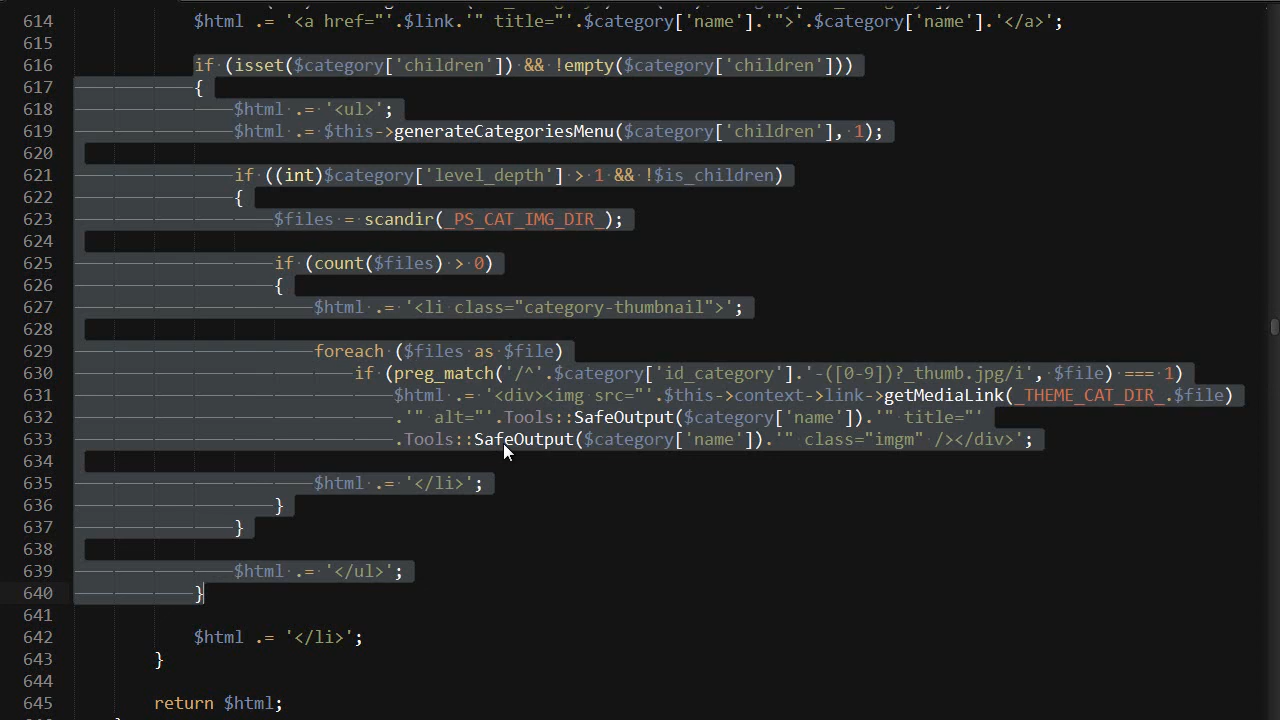 614 $html .= '<a href="'.$link.'" title="'.$category['name'].'">'.$category['name'].'</a>';
615
616 if (isset($category['children']) && !empty($category['children']))
617 {
618 $html .= '<ul>';
619 $html .= $this->generateCategoriesMenu($category['children'], 1);
620
621 if ((int)$category['level_depth'] > 1 && !$is_children)
622 {
623 $files = scandir(_PS_CAT_IMG_DIR_);
624
625 if (count($files) > 0)
626 {
627 $html .= '<li class="category-thumbnail">';
628
629 foreach ($files as $file)
630 if (preg_match('/^'.$category['id_category'].'-([0-9])?_thumb.jpg/i', $file) === 1)
631 $html .= '<div><img src="'.$this->context->link->getMediaLink(_THEME_CAT_DIR_.$file)
632 .'" alt="'.Tools::SafeOutput($category['name']).'" title="'
633 .Tools::SafeOutput($category['name']).'" class="imgm" /></div>';
634
635 $html .= '</li>';
636 }
637 }
638
639 $html .= '</ul>';
640 }
641
642 $html .= '</li>';
643 }
644
645 return $html;